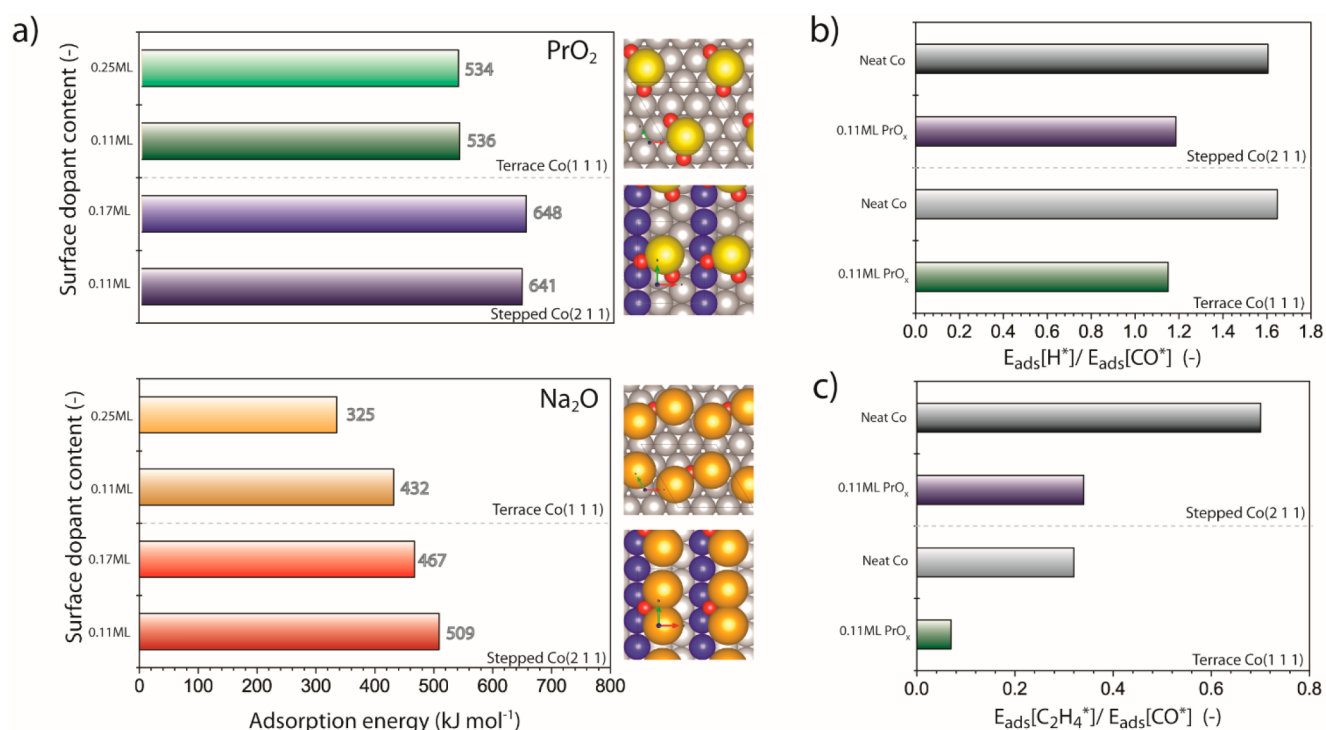 a)
Surface dopant content (-)
PrO₂
0.25ML
534
0.11ML
536
Terrace Co(1 1 1)
0.17ML
648
0.11ML
641
Stepped Co(2 1 1)
Surface dopant content (-)
Na₂O
0.25ML
325
0.11ML
432
Terrace Co(1 1 1)
0.17ML
467
0.11ML
509
Stepped Co(2 1 1)
0 100 200 300 400 500 600 700 800
Adsorption energy (kJ mol⁻¹)
b)
Neat Co
0.11ML PrOₓ
Stepped Co(2 1 1)
Neat Co
0.11ML PrOₓ
Terrace Co(1 1 1)
0.0 0.2 0.4 0.6 0.8 1.0 1.2 1.4 1.6 1.8
Eads[H*]/ Eads[CO*] (-)
c)
Neat Co
0.11ML PrOₓ
Stepped Co(2 1 1)
Neat Co
0.11ML PrOₓ
Terrace Co(1 1 1)
0.0 0.2 0.4 0.6 0.8
Eads[C₂H₄*]/ Eads[CO*] (-)